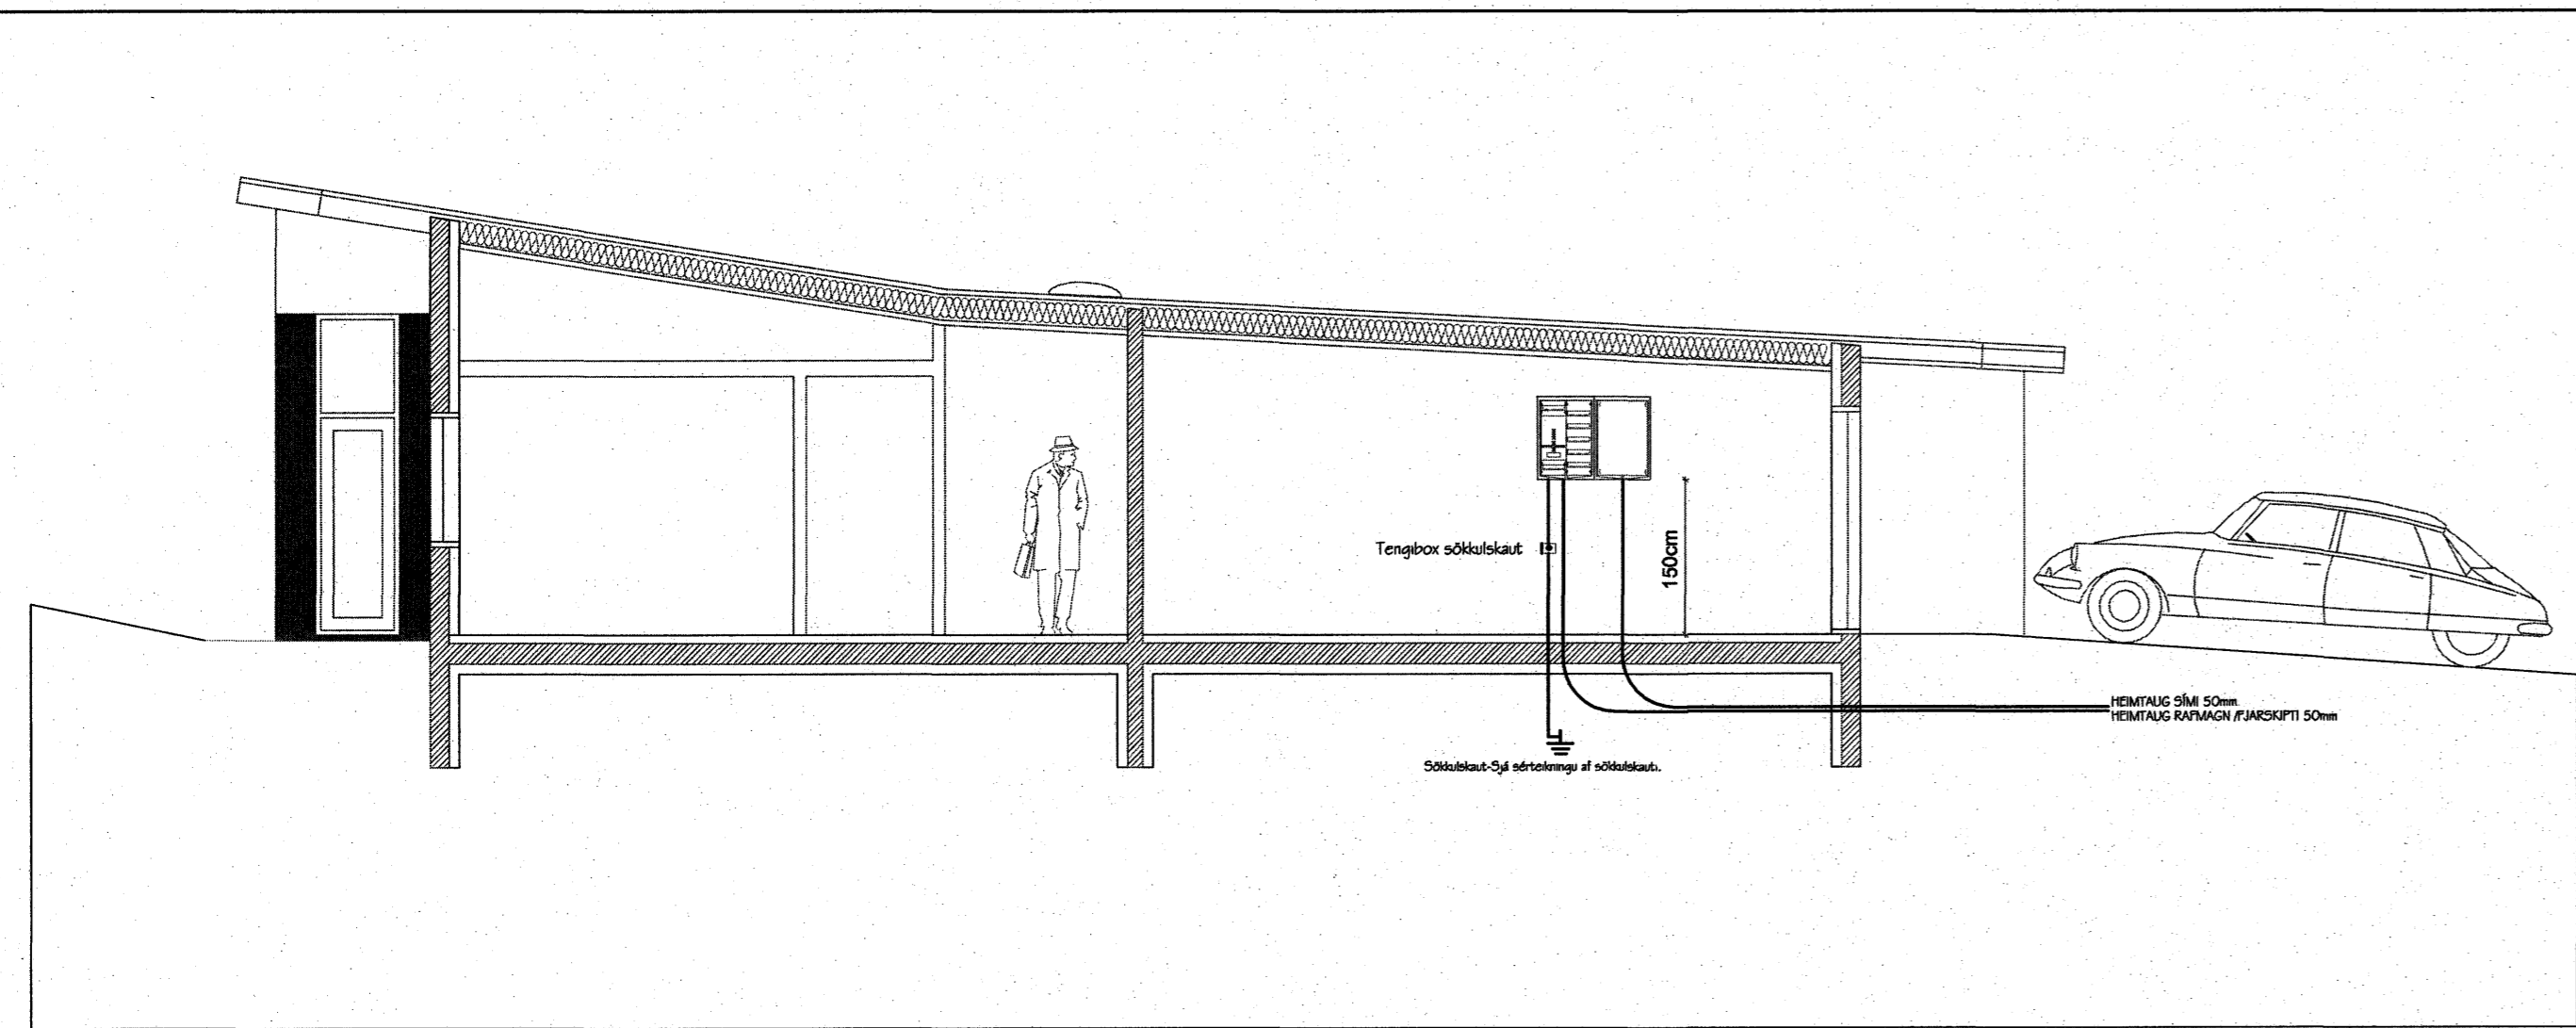 Tengibox sökkulskaut
150cm
HEIMTAUG SÍMI 50mm
HEIMTAUG RAFMAGN /FJARSKIPTI 50mm
Sökkulskaut-Sjá sérteikningu af sökkulskauti.